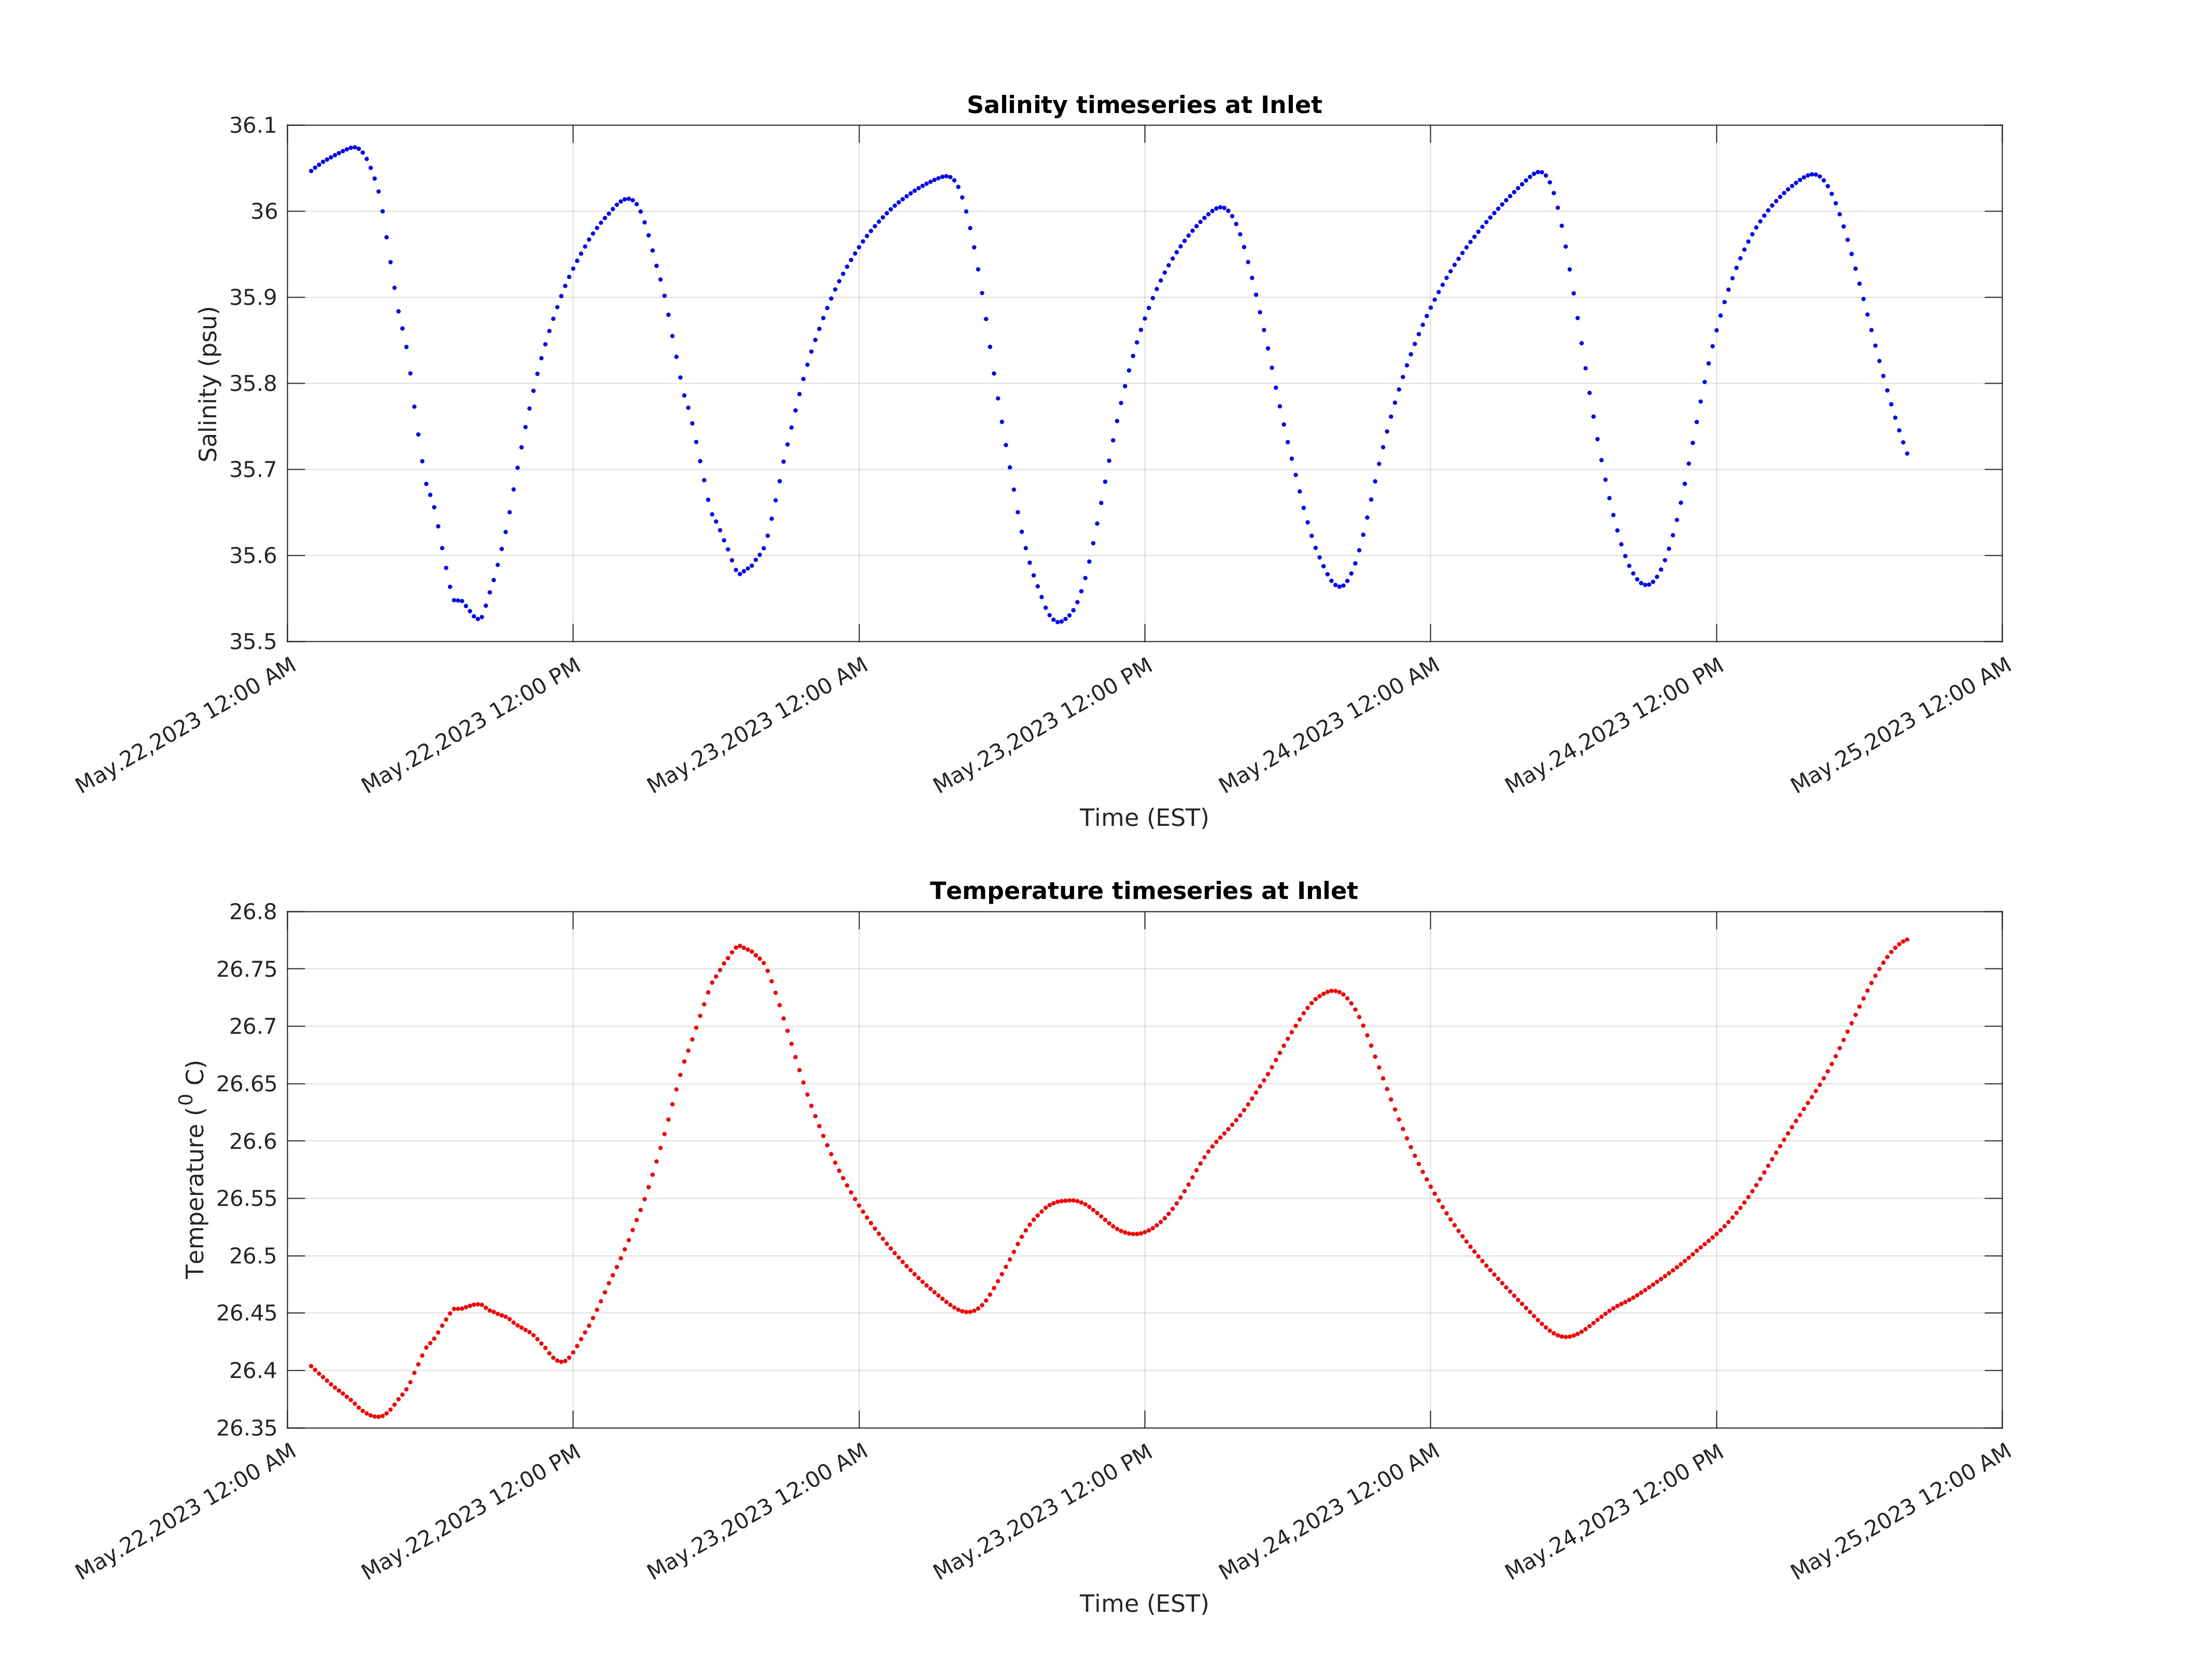 Salinity timeseries at Inlet
36.1
36
35.9
35.8
35.7
35.6
35.5
Salinity (psu)
May.22,2023 12:00 AM
May.22,2023 12:00 PM
May.23,2023 12:00 AM
May.23,2023 12:00 PM
May.24,2023 12:00 AM
May.24,2023 12:00 PM
May.25,2023 12:00 AM
Time (EST)
Temperature timeseries at Inlet
26.8
26.75
26.7
26.65
26.6
26.55
26.5
26.45
26.4
26.35
Temperature (⁰ C)
May.22,2023 12:00 AM
May.22,2023 12:00 PM
May.23,2023 12:00 AM
May.23,2023 12:00 PM
May.24,2023 12:00 AM
May.24,2023 12:00 PM
May.25,2023 12:00 AM
Time (EST)